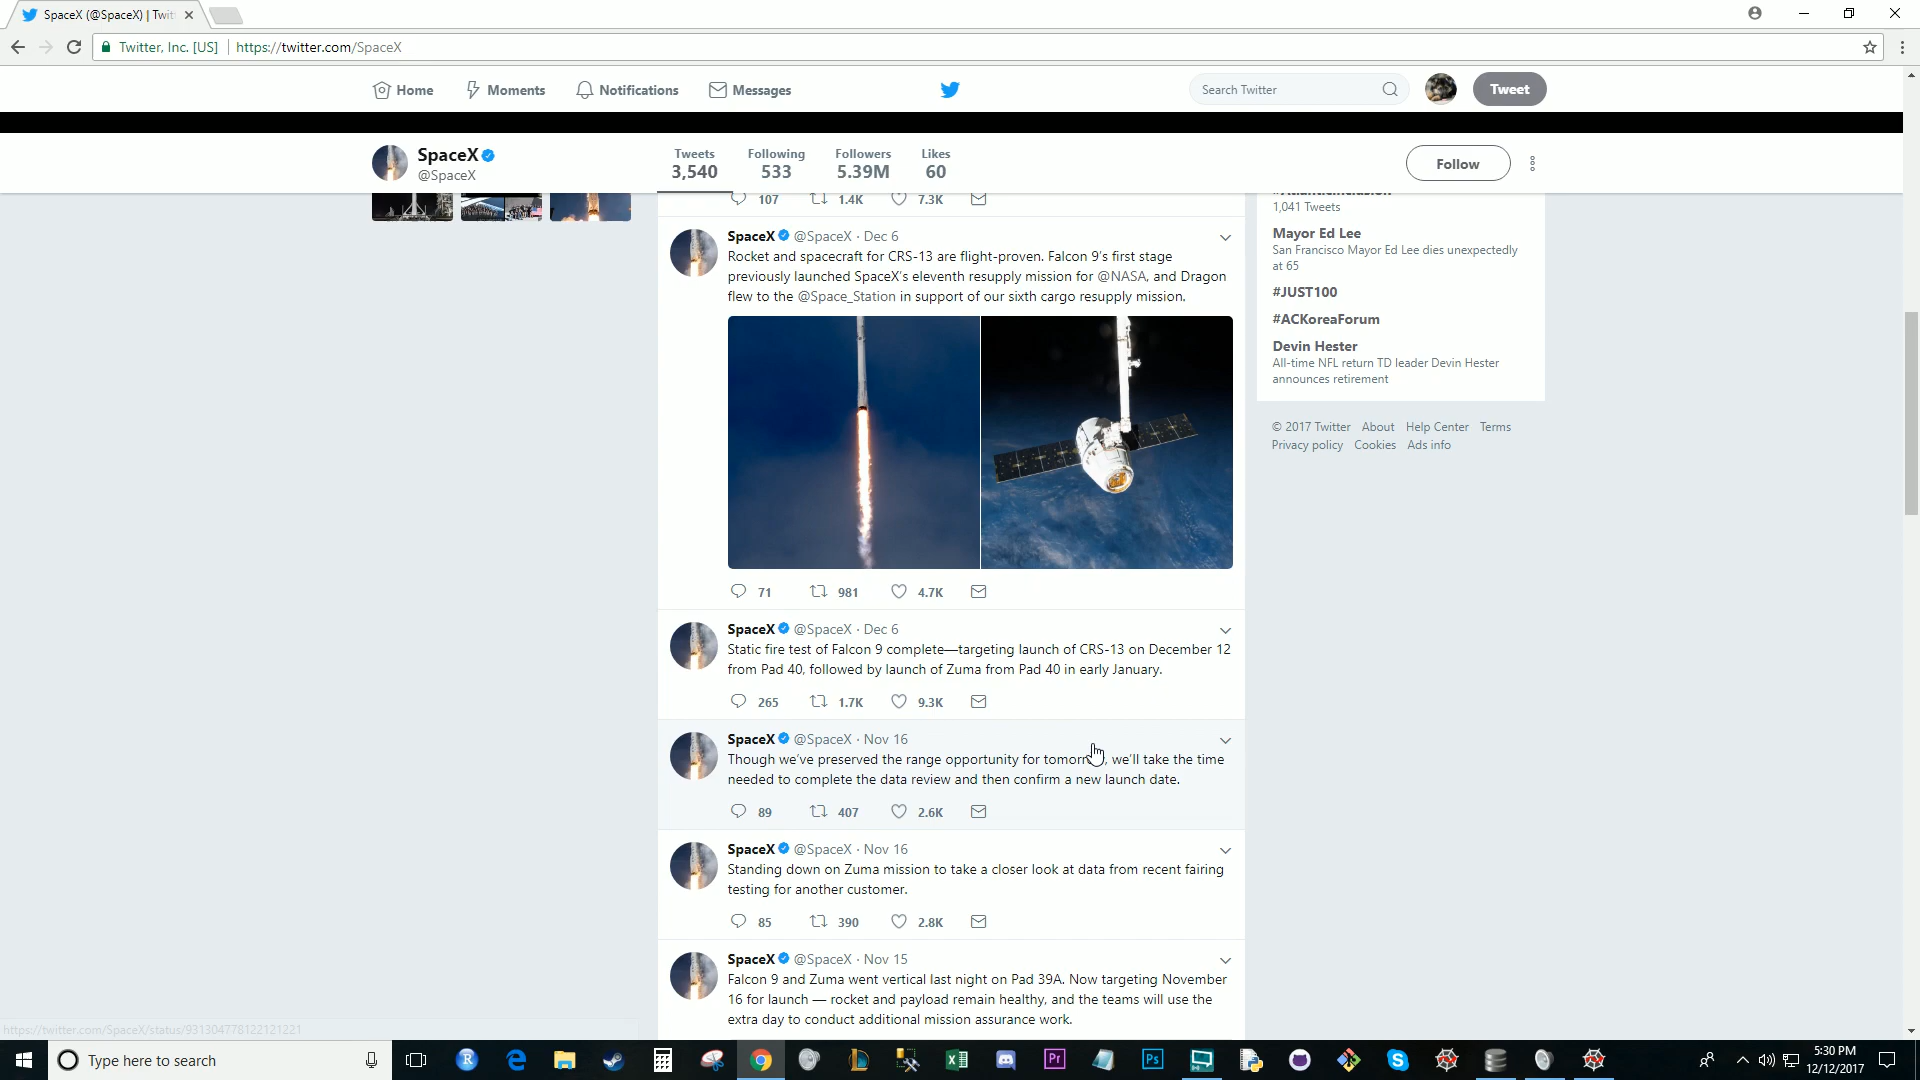 SpaceX (@SpaceX) | Twit
Twitter, Inc. [US] https://twitter.com/SpaceX
Home Moments Notifications Messages Search Twitter Tweet
SpaceX
@SpaceX
Tweets Following Followers Likes
3,540 533 5.39M 60
Follow
107 1.4K 7.3K
SpaceX @SpaceX · Dec 6
Rocket and spacecraft for CRS-13 are flight-proven. Falcon 9's first stage
previously launched SpaceX's eleventh resupply mission for @NASA, and Dragon
flew to the @Space_Station in support of our sixth cargo resupply mission.
71 981 4.7K
SpaceX @SpaceX · Dec 6
Static fire test of Falcon 9 complete—targeting launch of CRS-13 on December 12
from Pad 40, followed by launch of Zuma from Pad 40 in early January.
265 1.7K 9.3K
SpaceX @SpaceX · Nov 16
Though we've preserved the range opportunity for we'll take the time
needed to complete the data review and then confirm a new launch date.
89 407 2.6K
SpaceX @SpaceX · Nov 16
Standing down on Zuma mission to take a closer look at data from recent fairing
testing for another customer.
85 390 2.8K
SpaceX @SpaceX · Nov 15
Falcon 9 and Zuma went vertical last night on Pad 39A. Now targeting November
16 for launch — rocket and payload remain healthy, and the teams will use the
extra day to conduct additional mission assurance work.
1,041 Tweets
Mayor Ed Lee
San Francisco Mayor Ed Lee dies unexpectedly
at 65
#JUST100
#ACKoreaForum
Devin Hester
All-time NFL return TD leader Devin Hester
announces retirement
© 2017 Twitter About Help Center Terms
Privacy policy Cookies Ads info
https://twitter.com/SpaceX/status/931304778122121221
Type here to search
Pr
Ps
5:30 PM
12/12/2017